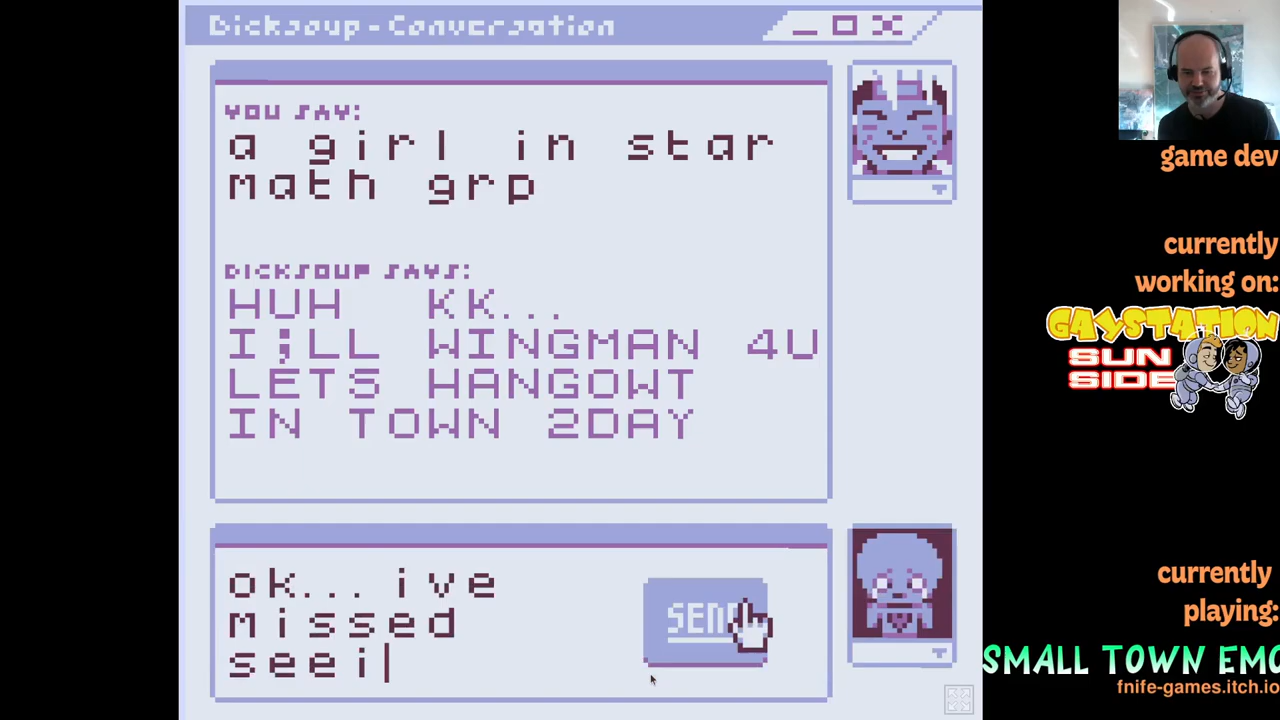 Dicksoup - Conversation
YOU SAY:
a girl in star
math grp
DICKSOUP SAYS:
HUH KK...
I;LL WINGMAN 4U
LETS HANGOWT
IN TOWN 2DAY
ok... ive
missed
seei
SEND
game dev
currently
working on:
GAYSTATION
SUN
SIDE
currently
playing:
SMALL TOWN EMO
fnife-games.itch.io